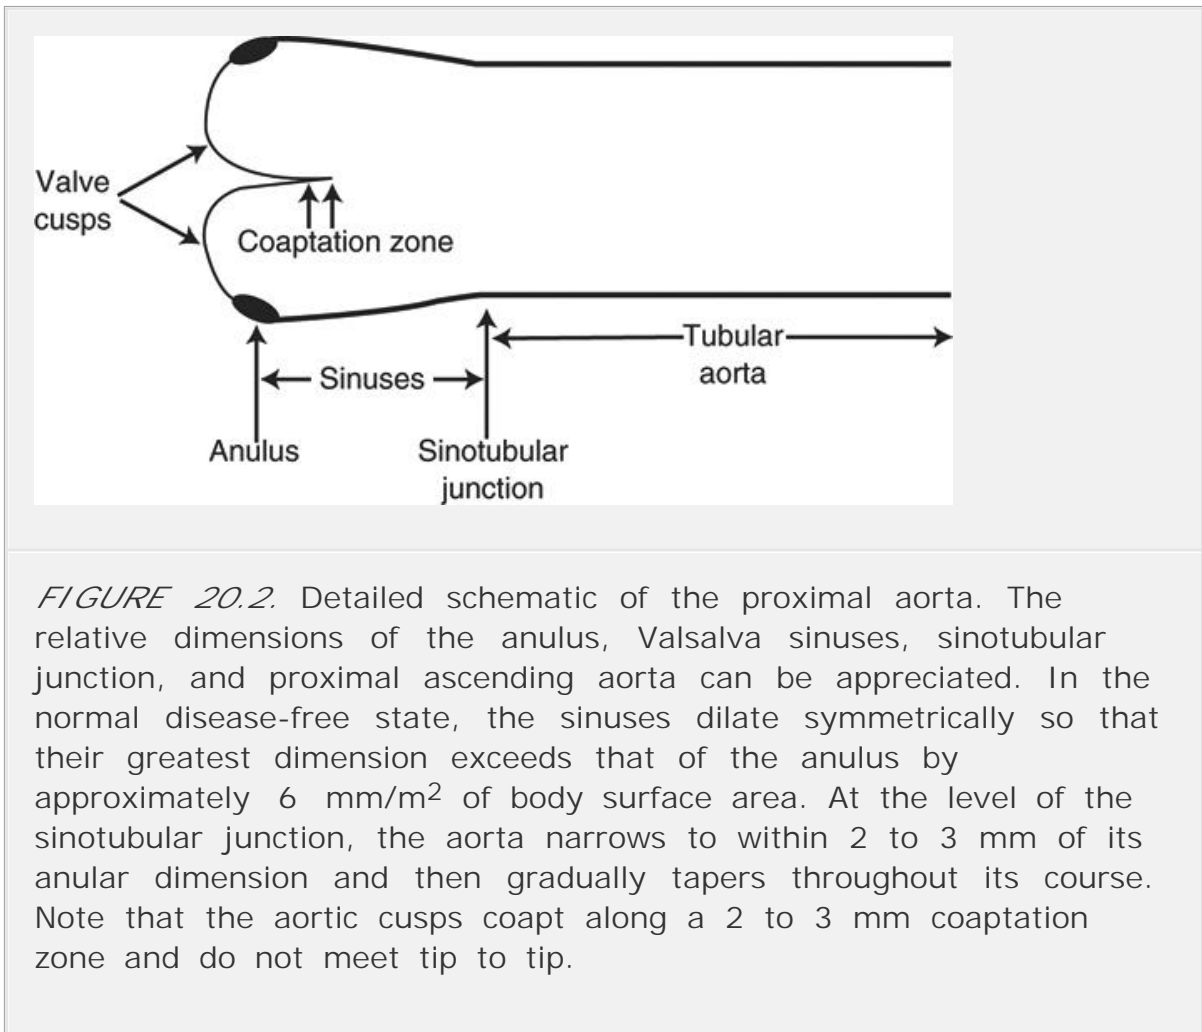 Valve
cusps
Coaptation zone
Tubular
aorta
Sinuses
Anulus
Sinotubular
junction
FIGURE 20.2. Detailed schematic of the proximal aorta. The
relative dimensions of the anulus, Valsalva sinuses, sinotubular
junction, and proximal ascending aorta can be appreciated. In the
normal disease-free state, the sinuses dilate symmetrically so that
their greatest dimension exceeds that of the anulus by
approximately 6 mm/m² of body surface area. At the level of the
sinotubular junction, the aorta narrows to within 2 to 3 mm of its
anular dimension and then gradually tapers throughout its course.
Note that the aortic cusps coapt along a 2 to 3 mm coaptation
zone and do not meet tip to tip.